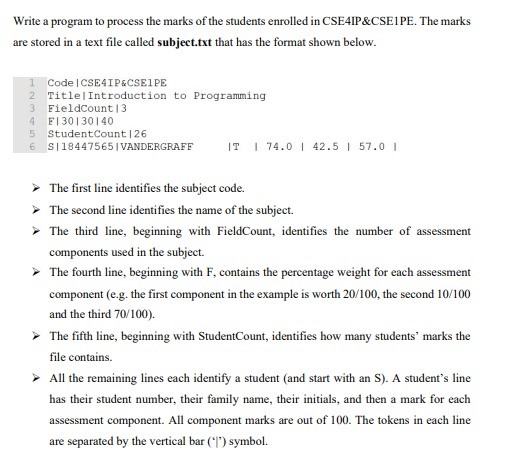 Write a program to process the marks of the students enrolled in CSE4IP&CSE1PE. The marks
are stored in a text file called subject.txt that has the format shown below.
1 Code|CSE4IP&CSE1PE
2 Title|Introduction to Programming
3 FieldCount|3
4 F|30|30|40
5 StudentCount|26
6 S|18447565|VANDERGRAFF |T | 74.0 | 42.5 | 57.0 |
➤ The first line identifies the subject code.
➤ The second line identifies the name of the subject.
➤ The third line, beginning with FieldCount, identifies the number of assessment
components used in the subject.
➤ The fourth line, beginning with F, contains the percentage weight for each assessment
component (e.g. the first component in the example is worth 20/100, the second 10/100
and the third 70/100).
➤ The fifth line, beginning with StudentCount, identifies how many students' marks the
file contains.
➤ All the remaining lines each identify a student (and start with an S). A student's line
has their student number, their family name, their initials, and then a mark for each
assessment component. All component marks are out of 100. The tokens in each line
are separated by the vertical bar ('|') symbol.